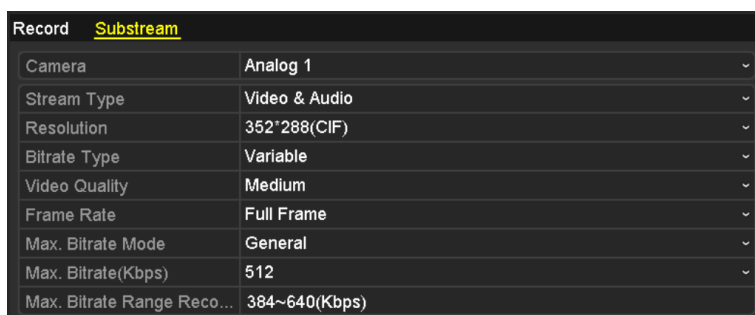 Record Substream
Camera Analog 1
Stream Type Video & Audio
Resolution 352*288(CIF)
Bitrate Type Variable
Video Quality Medium
Frame Rate Full Frame
Max. Bitrate Mode General
Max. Bitrate(Kbps) 512
Max. Bitrate Range Reco... 384~640(Kbps)